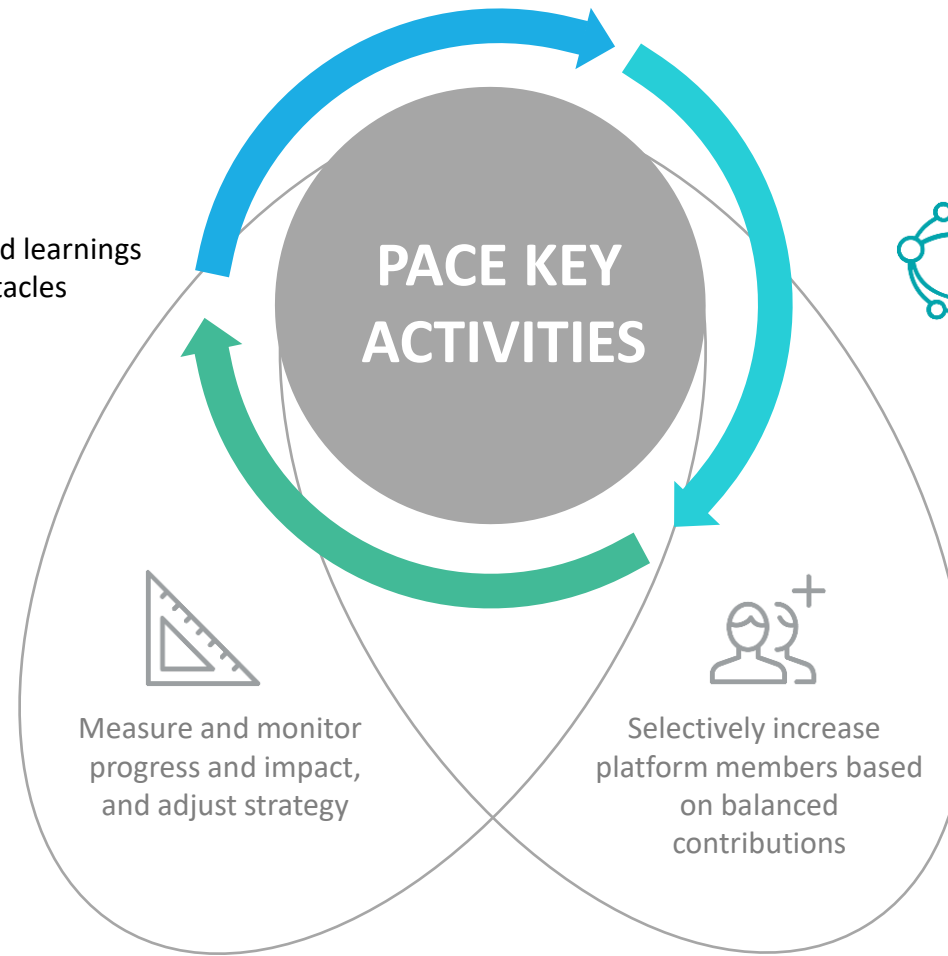 learnings
PACE KEY
ACTIVITIES
Measure and monitor
progress and impact,
and adjust strategy
Selectively increase
platform members based
on balanced
contributions